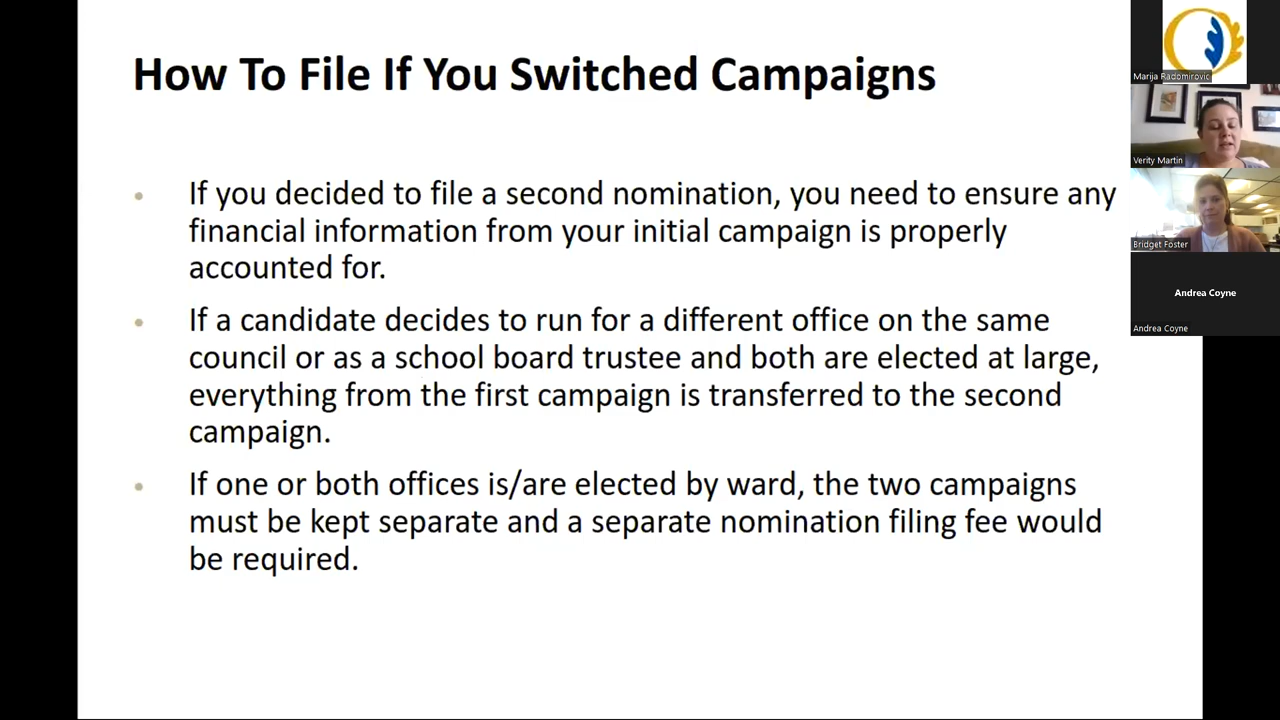 How To File If You Switched Campaigns
• If you decided to file a second nomination, you need to ensure any
financial information from your initial campaign is properly
accounted for.
• If a candidate decides to run for a different office on the same
council or as a school board trustee and both are elected at large,
everything from the first campaign is transferred to the second
campaign.
• If one or both offices is/are elected by ward, the two campaigns
must be kept separate and a separate nomination filing fee would
be required.
Marija Radomirovic
Verity Martin
Bridget Foster
Andrea Coyne
Andrea Coyne